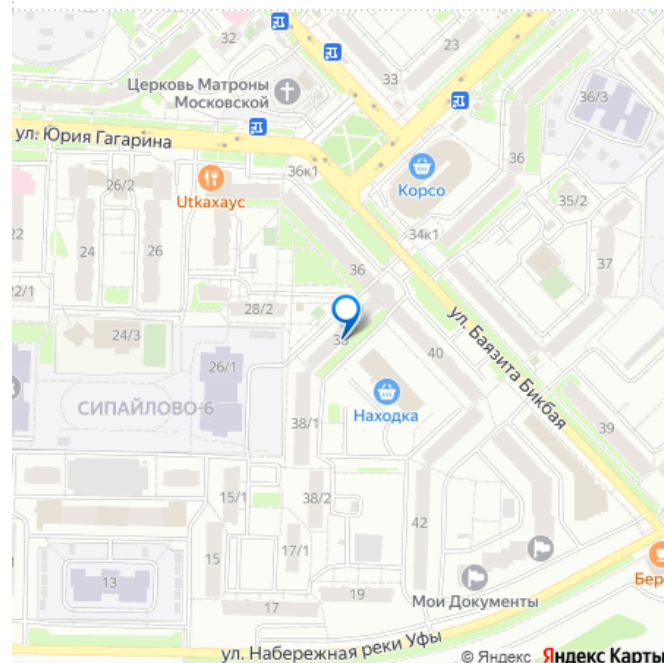 32
23
33
Церковь Матроны
Московской
36/3
ул. Юрия Гагарина
36к1
36
26/2
Корсо
Utkaхаус
35/2
22
24
26
34к1
37
36
22/1
28/2
ул. Баязита Бикбая
24/3
38
40
26/1
Находка
СИПАЙЛОВО-6
38/1
39
15/1
38/2
42
15
17/1
13
19
17
Мои Документы
Бер
ул. Набережная реки Уфы
© Яндекс Яндекс Карты